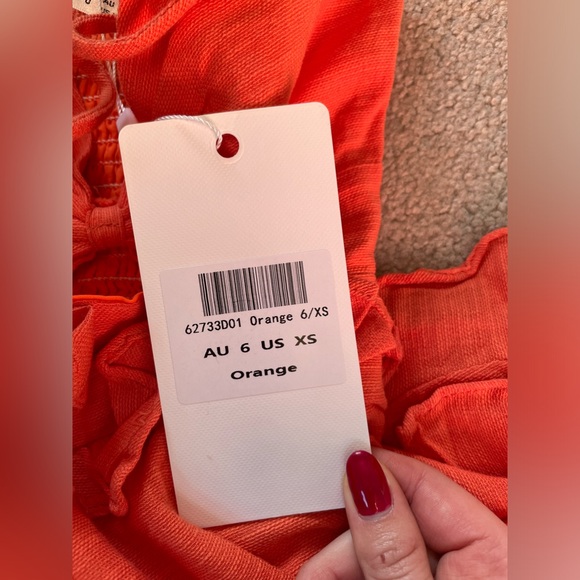 62733D01 Orange 6/XS
AU 6 US XS
Orange